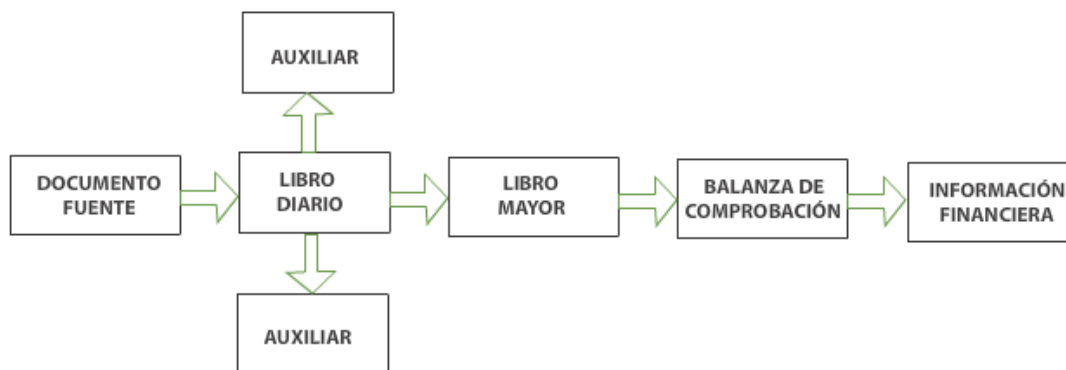 AUXILIAR
DOCUMENTO
FUENTE
LIBRO
DIARIO
LIBRO
MAYOR
BALANZA DE
COMPROBACIÓN
INFORMACIÓN
FINANCIERA
AUXILIAR